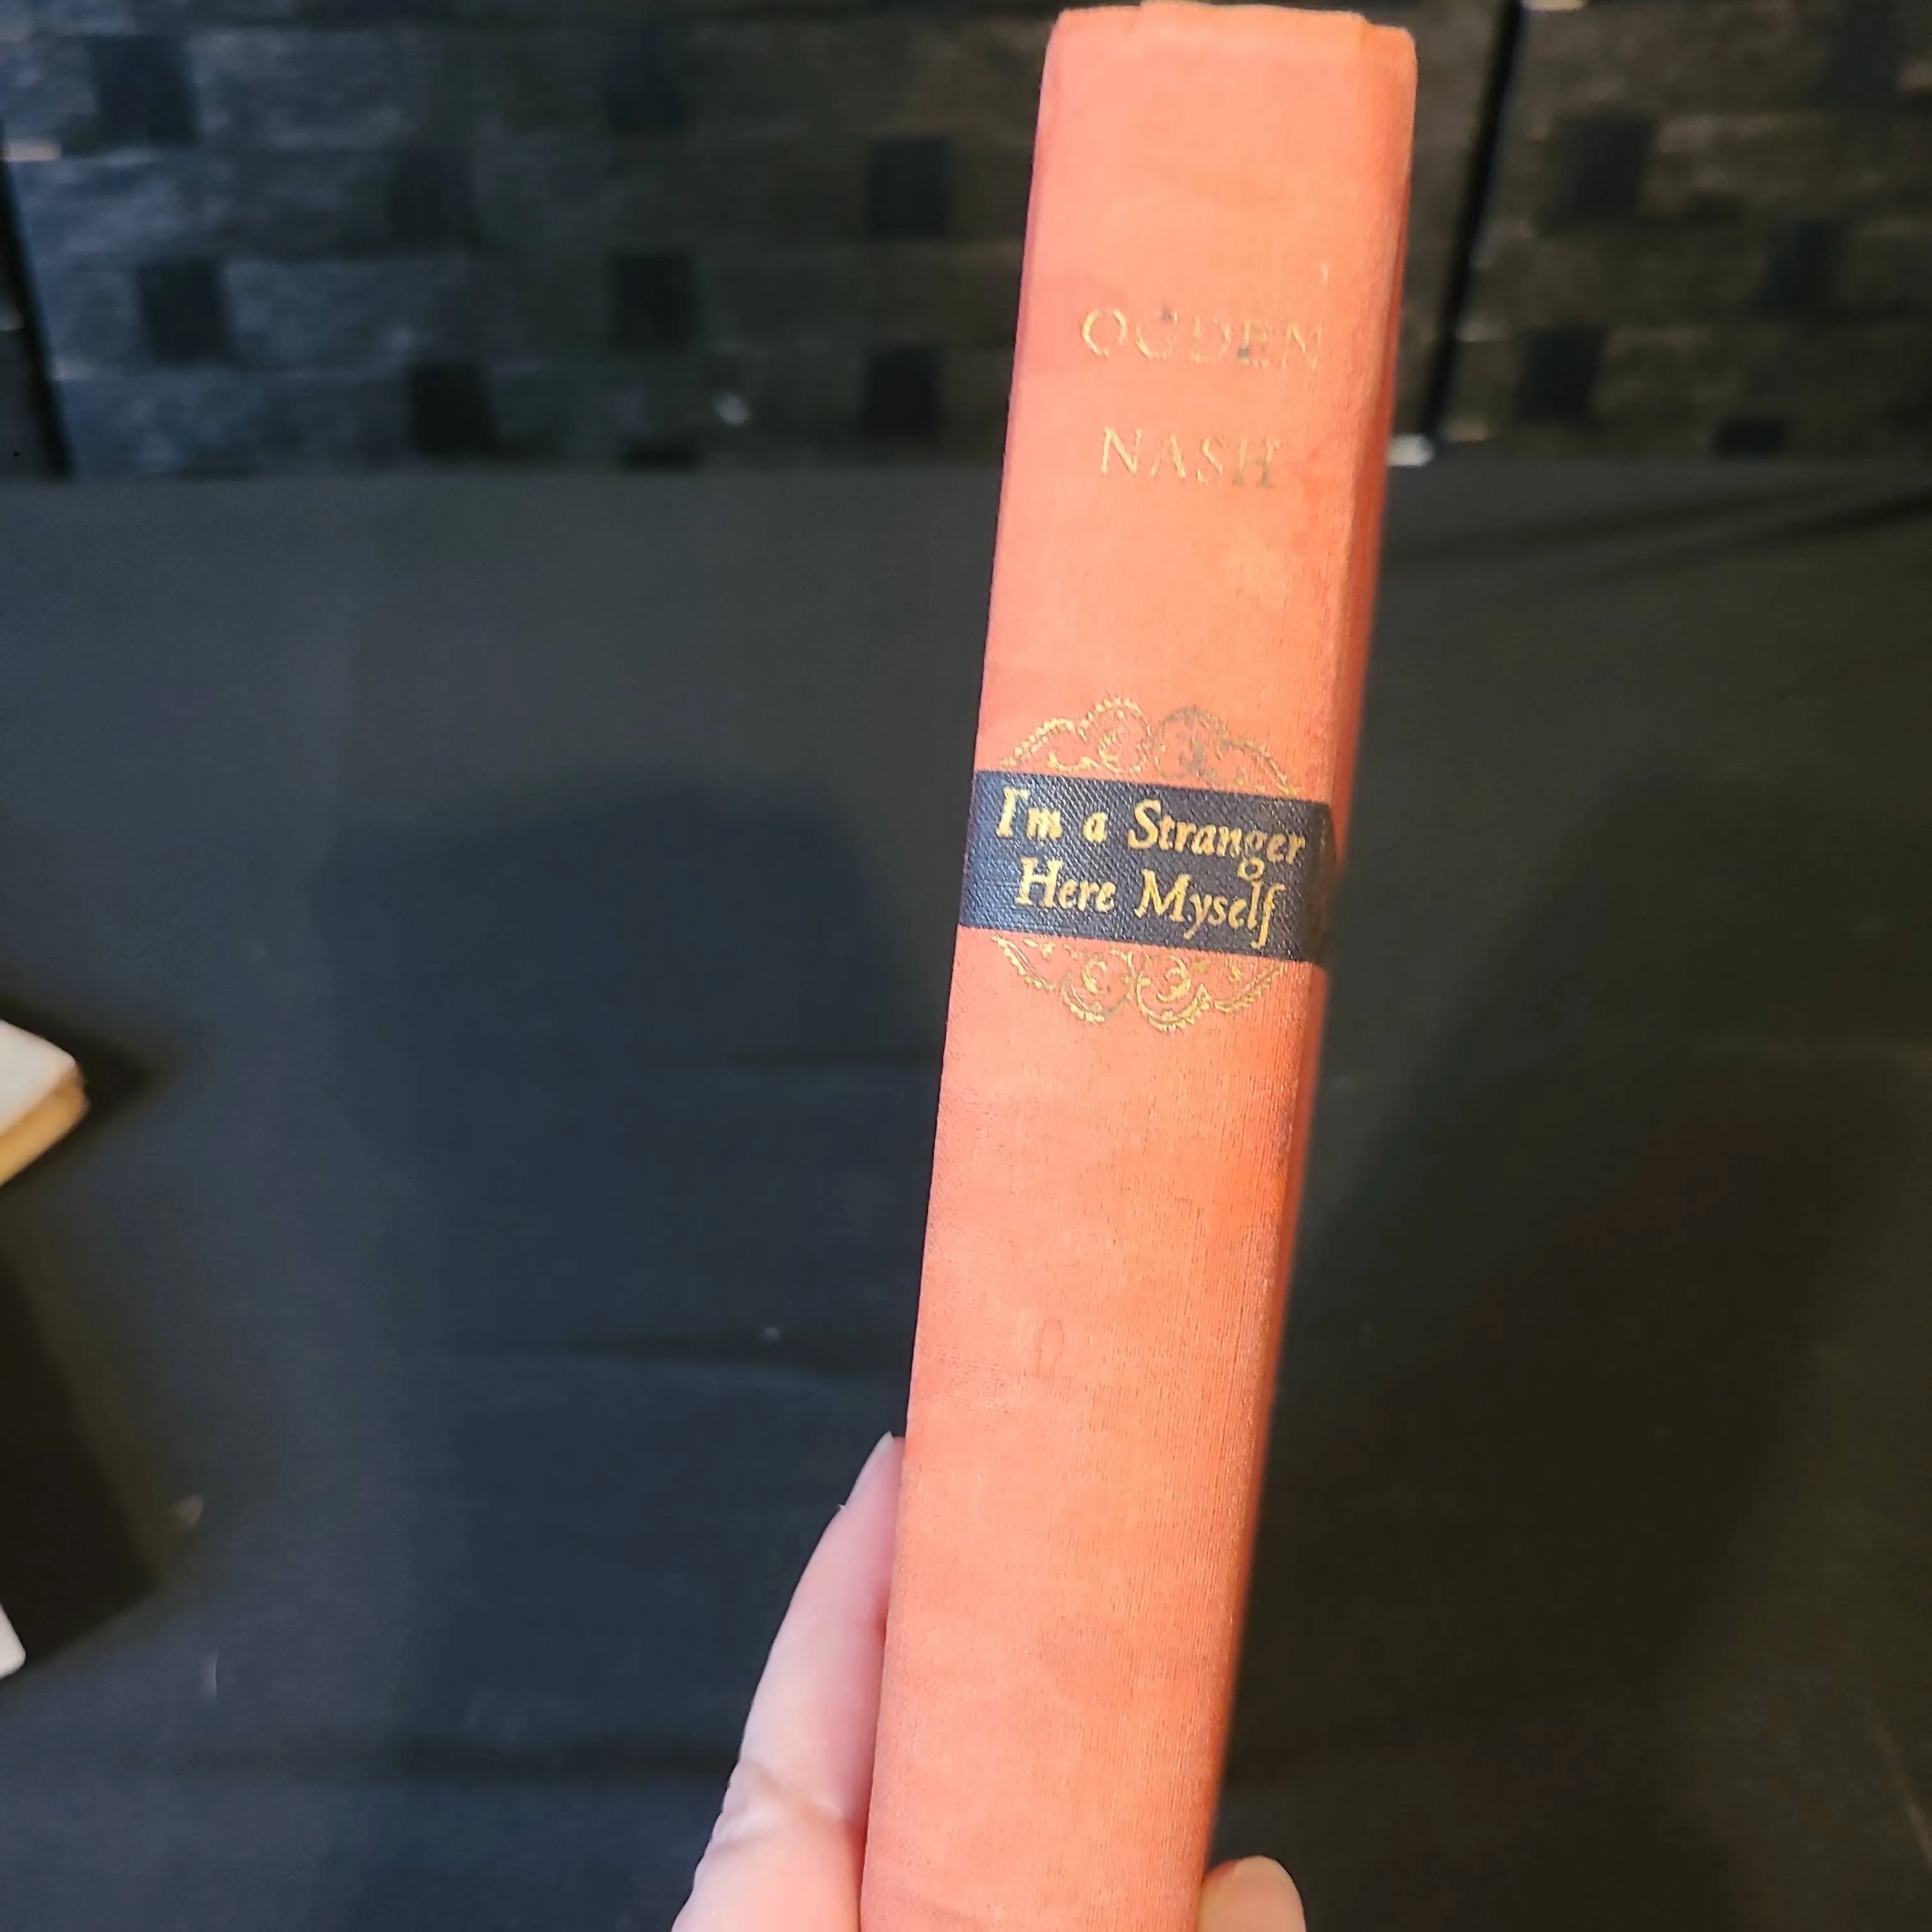 OGDEN
NASH
I'm a Stranger
Here Myself